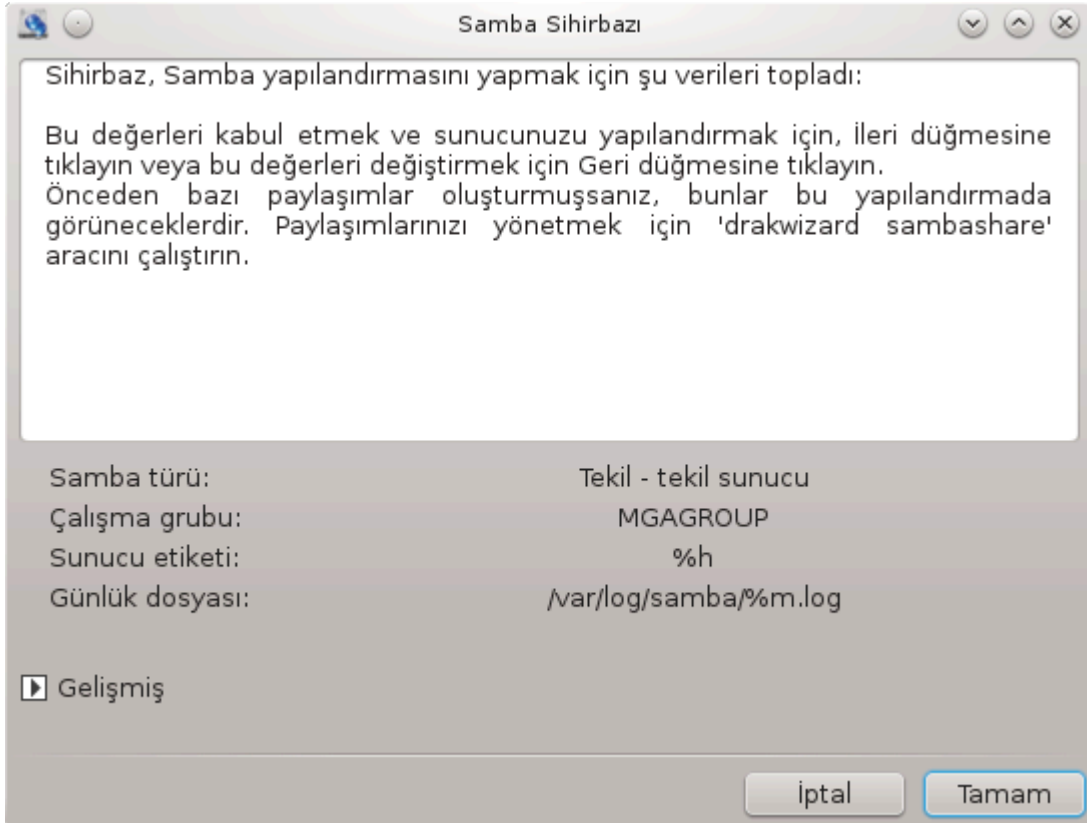 Samba Sihirbazı
Sihirbaz, Samba yapılandırmasını yapmak için şu verileri topladı:
Bu değerleri kabul etmek ve sunucunuzu yapılandırmak için, İleri düğmesine
tıklayın veya bu değerleri değiştirmek için Geri düğmesine tıklayın.
Önceden bazı paylaşımlar oluşturmuşsanız, bunlar bu yapılandırmada
görüneceklerdir. Paylaşımlarınızı yönetmek için 'drakwizard sambashare'
aracını çalıştırın.
Samba türü: Tekil - tekil sunucu
Çalışma grubu: MGAGROUP
Sunucu etiketi: %h
Günlük dosyası: /var/log/samba/%m.log
Gelişmiş
İptal Tamam